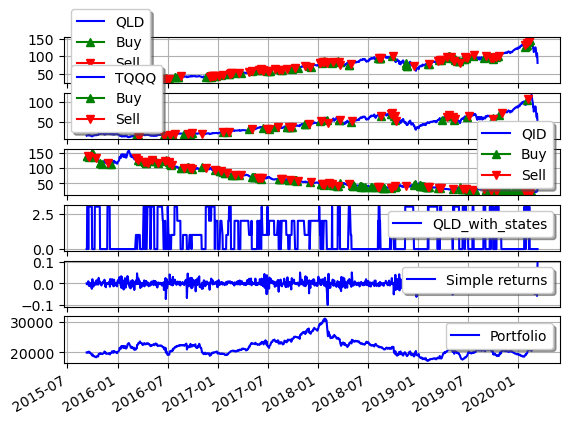 QLD
Buy
Sell
150
100
50
TQQQ
Buy
Sell
100
50
QID
Buy
Sell
150
100
50
QLD_with_states
2.5
0.0
Simple returns
0.1
0.0
−0.1
Portfolio
30000
20000
2015-07
2016-01
2016-07
2017-01
2017-07
2018-01
2018-07
2019-01
2019-07
2020-01